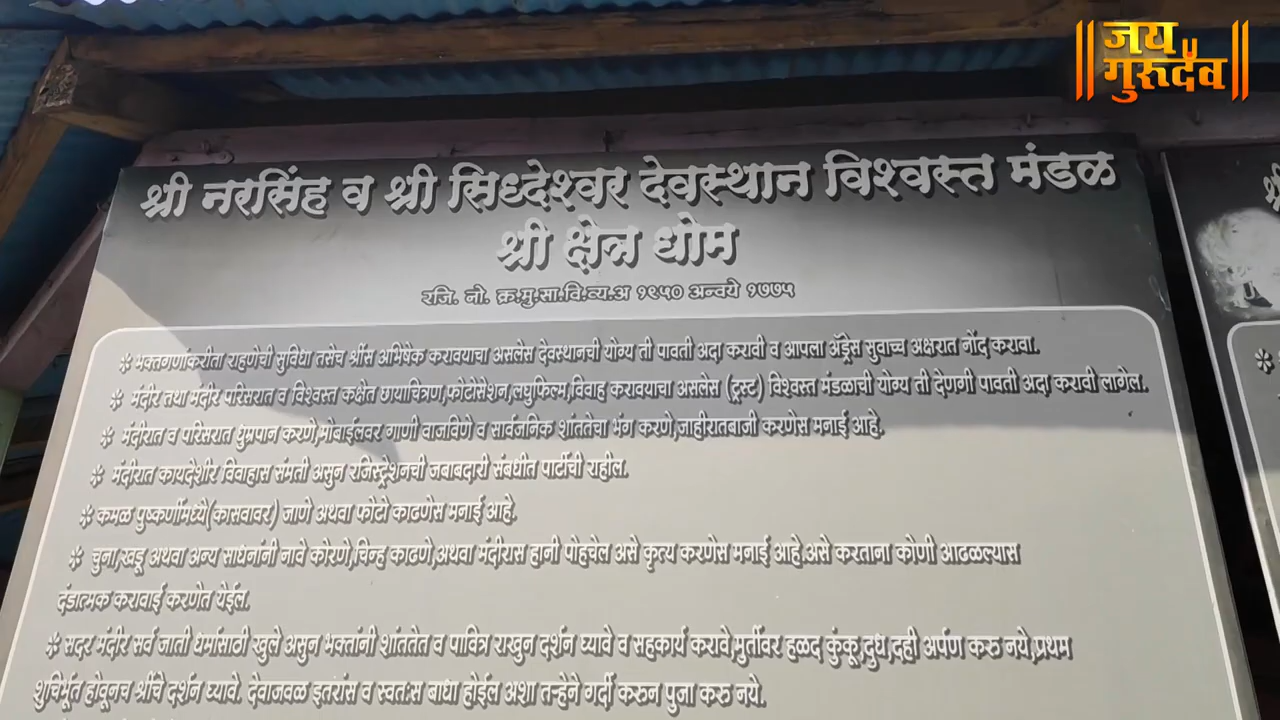 || जय गुरुदेव ||
श्री नरसिंह व श्री सिध्देश्वर देवस्थान विश्वस्त मंडळ
श्री क्षेत्र धोम
रजि. नो. क्र.मु.सा.वि.व्य.अ १९५० अन्वये १७७५
✽ भक्तगणांकरीता राहणेची सुविधा तसेच श्रींस अभिषेक करावयाचा असलेस देवस्थानची योग्य ती पावती अदा करावी व आपला ॲड्रेस सुवाच्च अक्षरात नोंद करावा.
✽ मंदीर तथा मंदीर परिसरात व विश्वस्त कक्षेत छायाचित्रण,फोटोसेशन,लघुफिल्म,विवाह करावयाचा असलेस (ट्रस्ट) विश्वस्त मंडळाची योग्य ती देणगी पावती अदा करावी लागेल.
✽ मंदीरात व परिसरात धुम्रपान करणे,मोबाईलवर गाणी वाजविणे व सार्वजनिक शांततेचा भंग करणे,जाहीरातबाजी करणेस मनाई आहे.
✽ मंदीरात कायदेशीर विवाहास संमती असुन रजिस्ट्रेशनची जबाबदारी संबधीत पार्टीची राहील.
✽ कमळ पुष्कर्णीमध्ये(कासवावर) जाणे अथवा फोटो काढणेस मनाई आहे.
✽ चुना,खडू अथवा अन्य साधनांनी नावे कोरणे,चिन्ह काढणे,अथवा मंदीरास हानी पोहचेल असे कृत्य करणेस मनाई आहे.असे करताना कोणी आढळल्यास
दंडात्मक कारावाई करणेत येईल.
✽ सदर मंदीर सर्व जाती धर्मासाठी खुले असुन भक्तांनी शांततेत व पावित्र राखुन दर्शन घ्यावे व सहकार्य करावे,मुर्तीवर हळद कुंकू,दुध,दही अर्पण करु नये,प्रथम
शुचिर्भूत होवूनच श्रींचे दर्शन घ्यावे. देवाजवळ इतरांस व स्वतःस बाधा होईल अशा तऱ्हेने गर्दी करून पुजा करू नये.